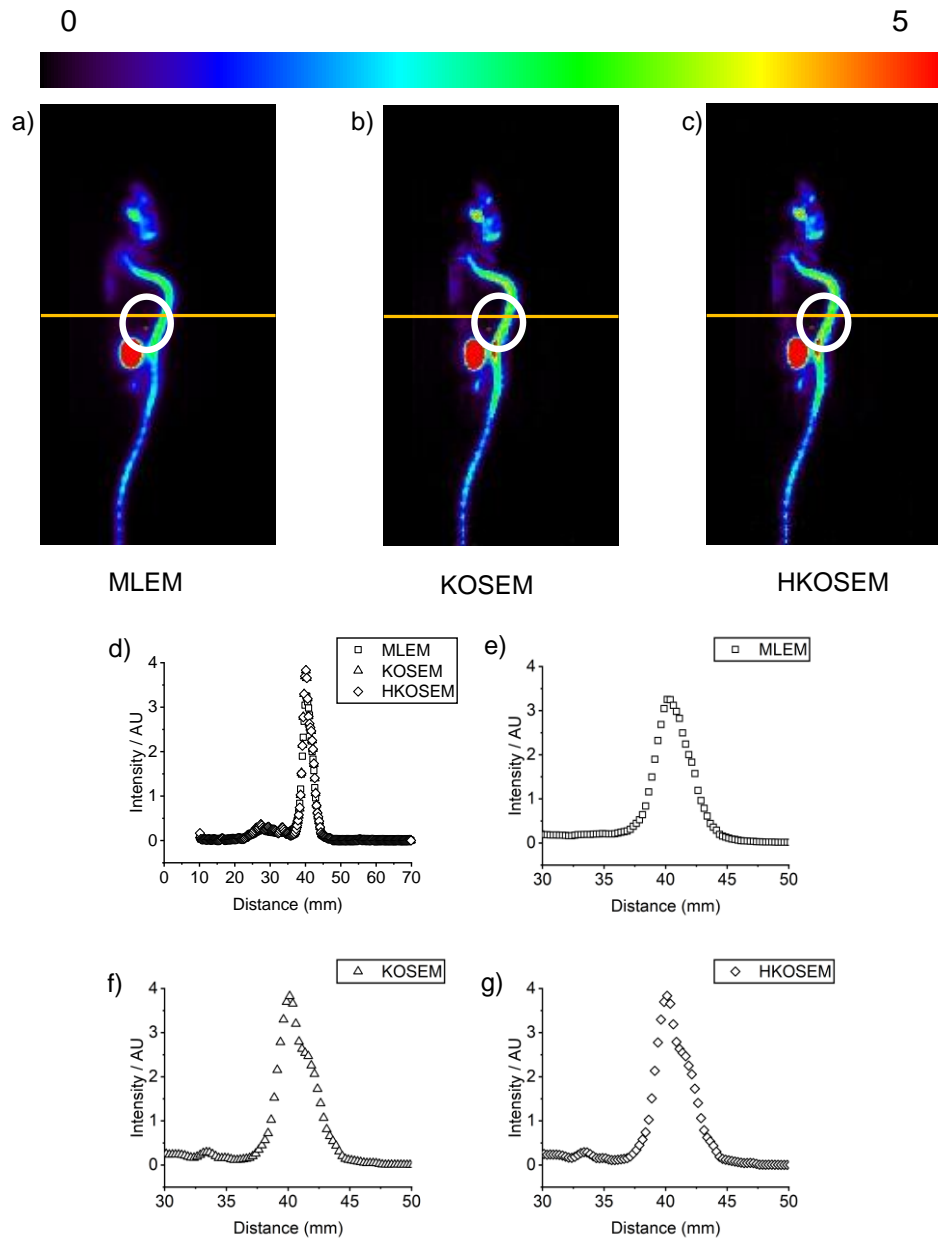 0 5
a) b) c)
MLEM KOSEM HKOSEM
d)
MLEM
KOSEM
HKOSEM
4
3
2
1
0
Intensity / AU
0 10 20 30 40 50 60 70
Distance (mm)
e)
MLEM
4
3
2
1
0
Intensity / AU
30 35 40 45 50
Distance (mm)
f)
KOSEM
4
3
2
1
0
Intensity / AU
30 35 40 45 50
Distance (mm)
g)
HKOSEM
4
3
2
1
0
Intensity / AU
30 35 40 45 50
Distance (mm)